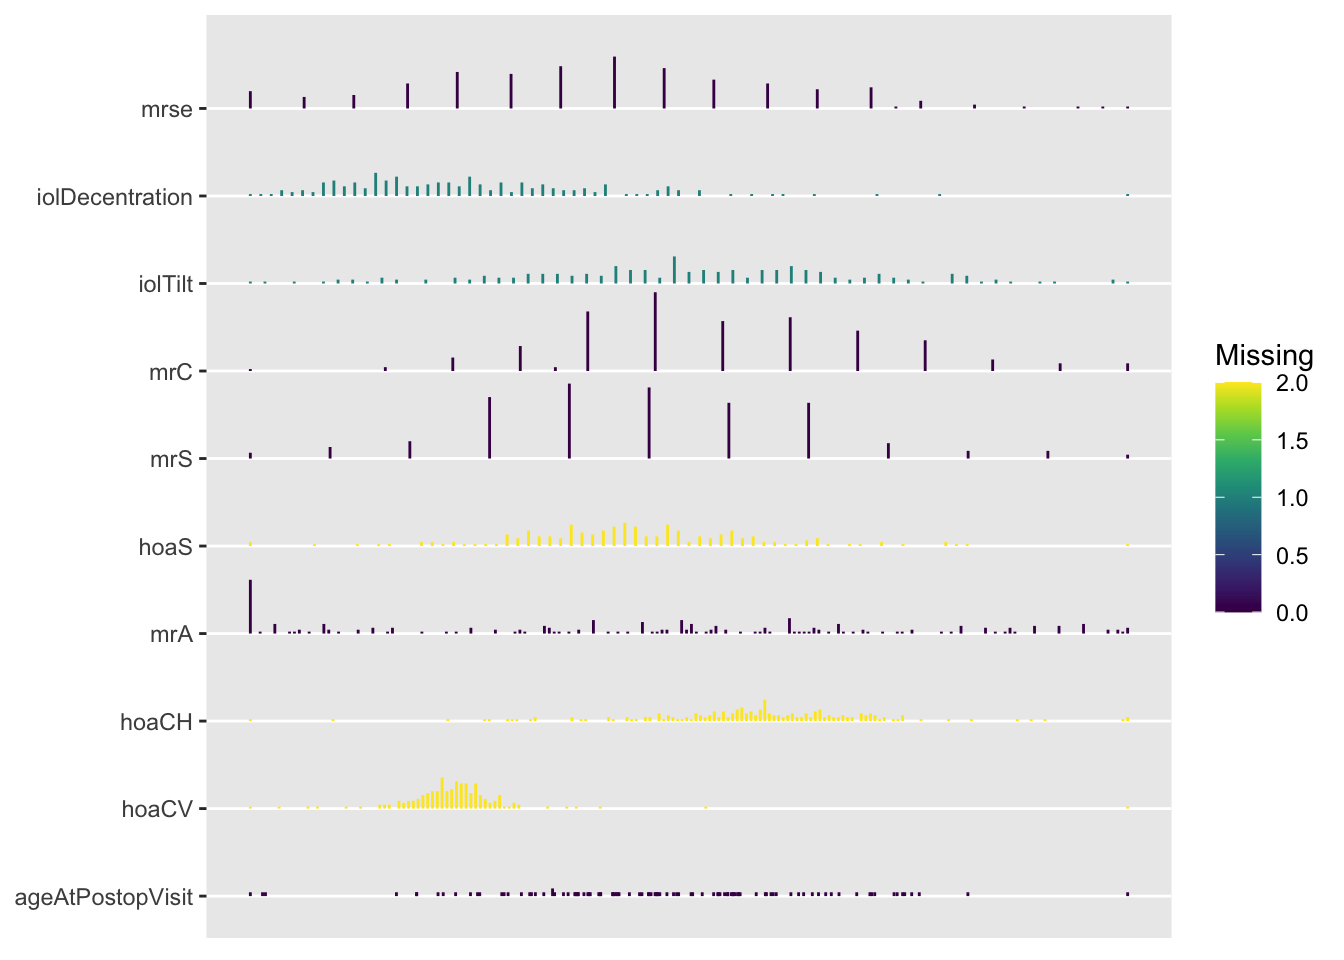 mrse
iolDecentration
iolTilt
mrC
mrS
hoaS
mrA
hoaCH
hoaCV
ageAtPostopVisit
Missing
2.0
1.5
1.0
0.5
0.0